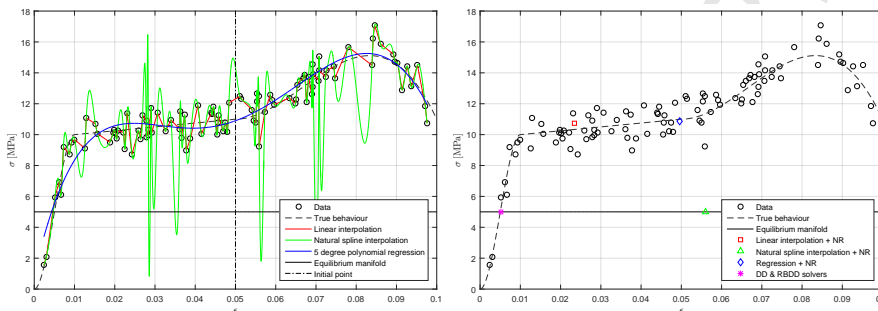 18
16
14
12
10
8
6
4
2
0
σ [MPa]
0 0.01 0.02 0.03 0.04 0.05 0.06 0.07 0.08 0.09 0.1
Data
True behaviour
Linear interpolation
Natural spline interpolation
5 degree polynomial regression
Equilibrium manifold
Initial point
18
16
14
12
10
8
6
4
2
0
σ [MPa]
0 0.01 0.02 0.03 0.04 0.05 0.06 0.07 0.08 0.09
Data
True behaviour
Equilibrium manifold
Linear interpolation + NR
Natural spline interpolation + NR
Regression + NR
DD & RBDD solvers